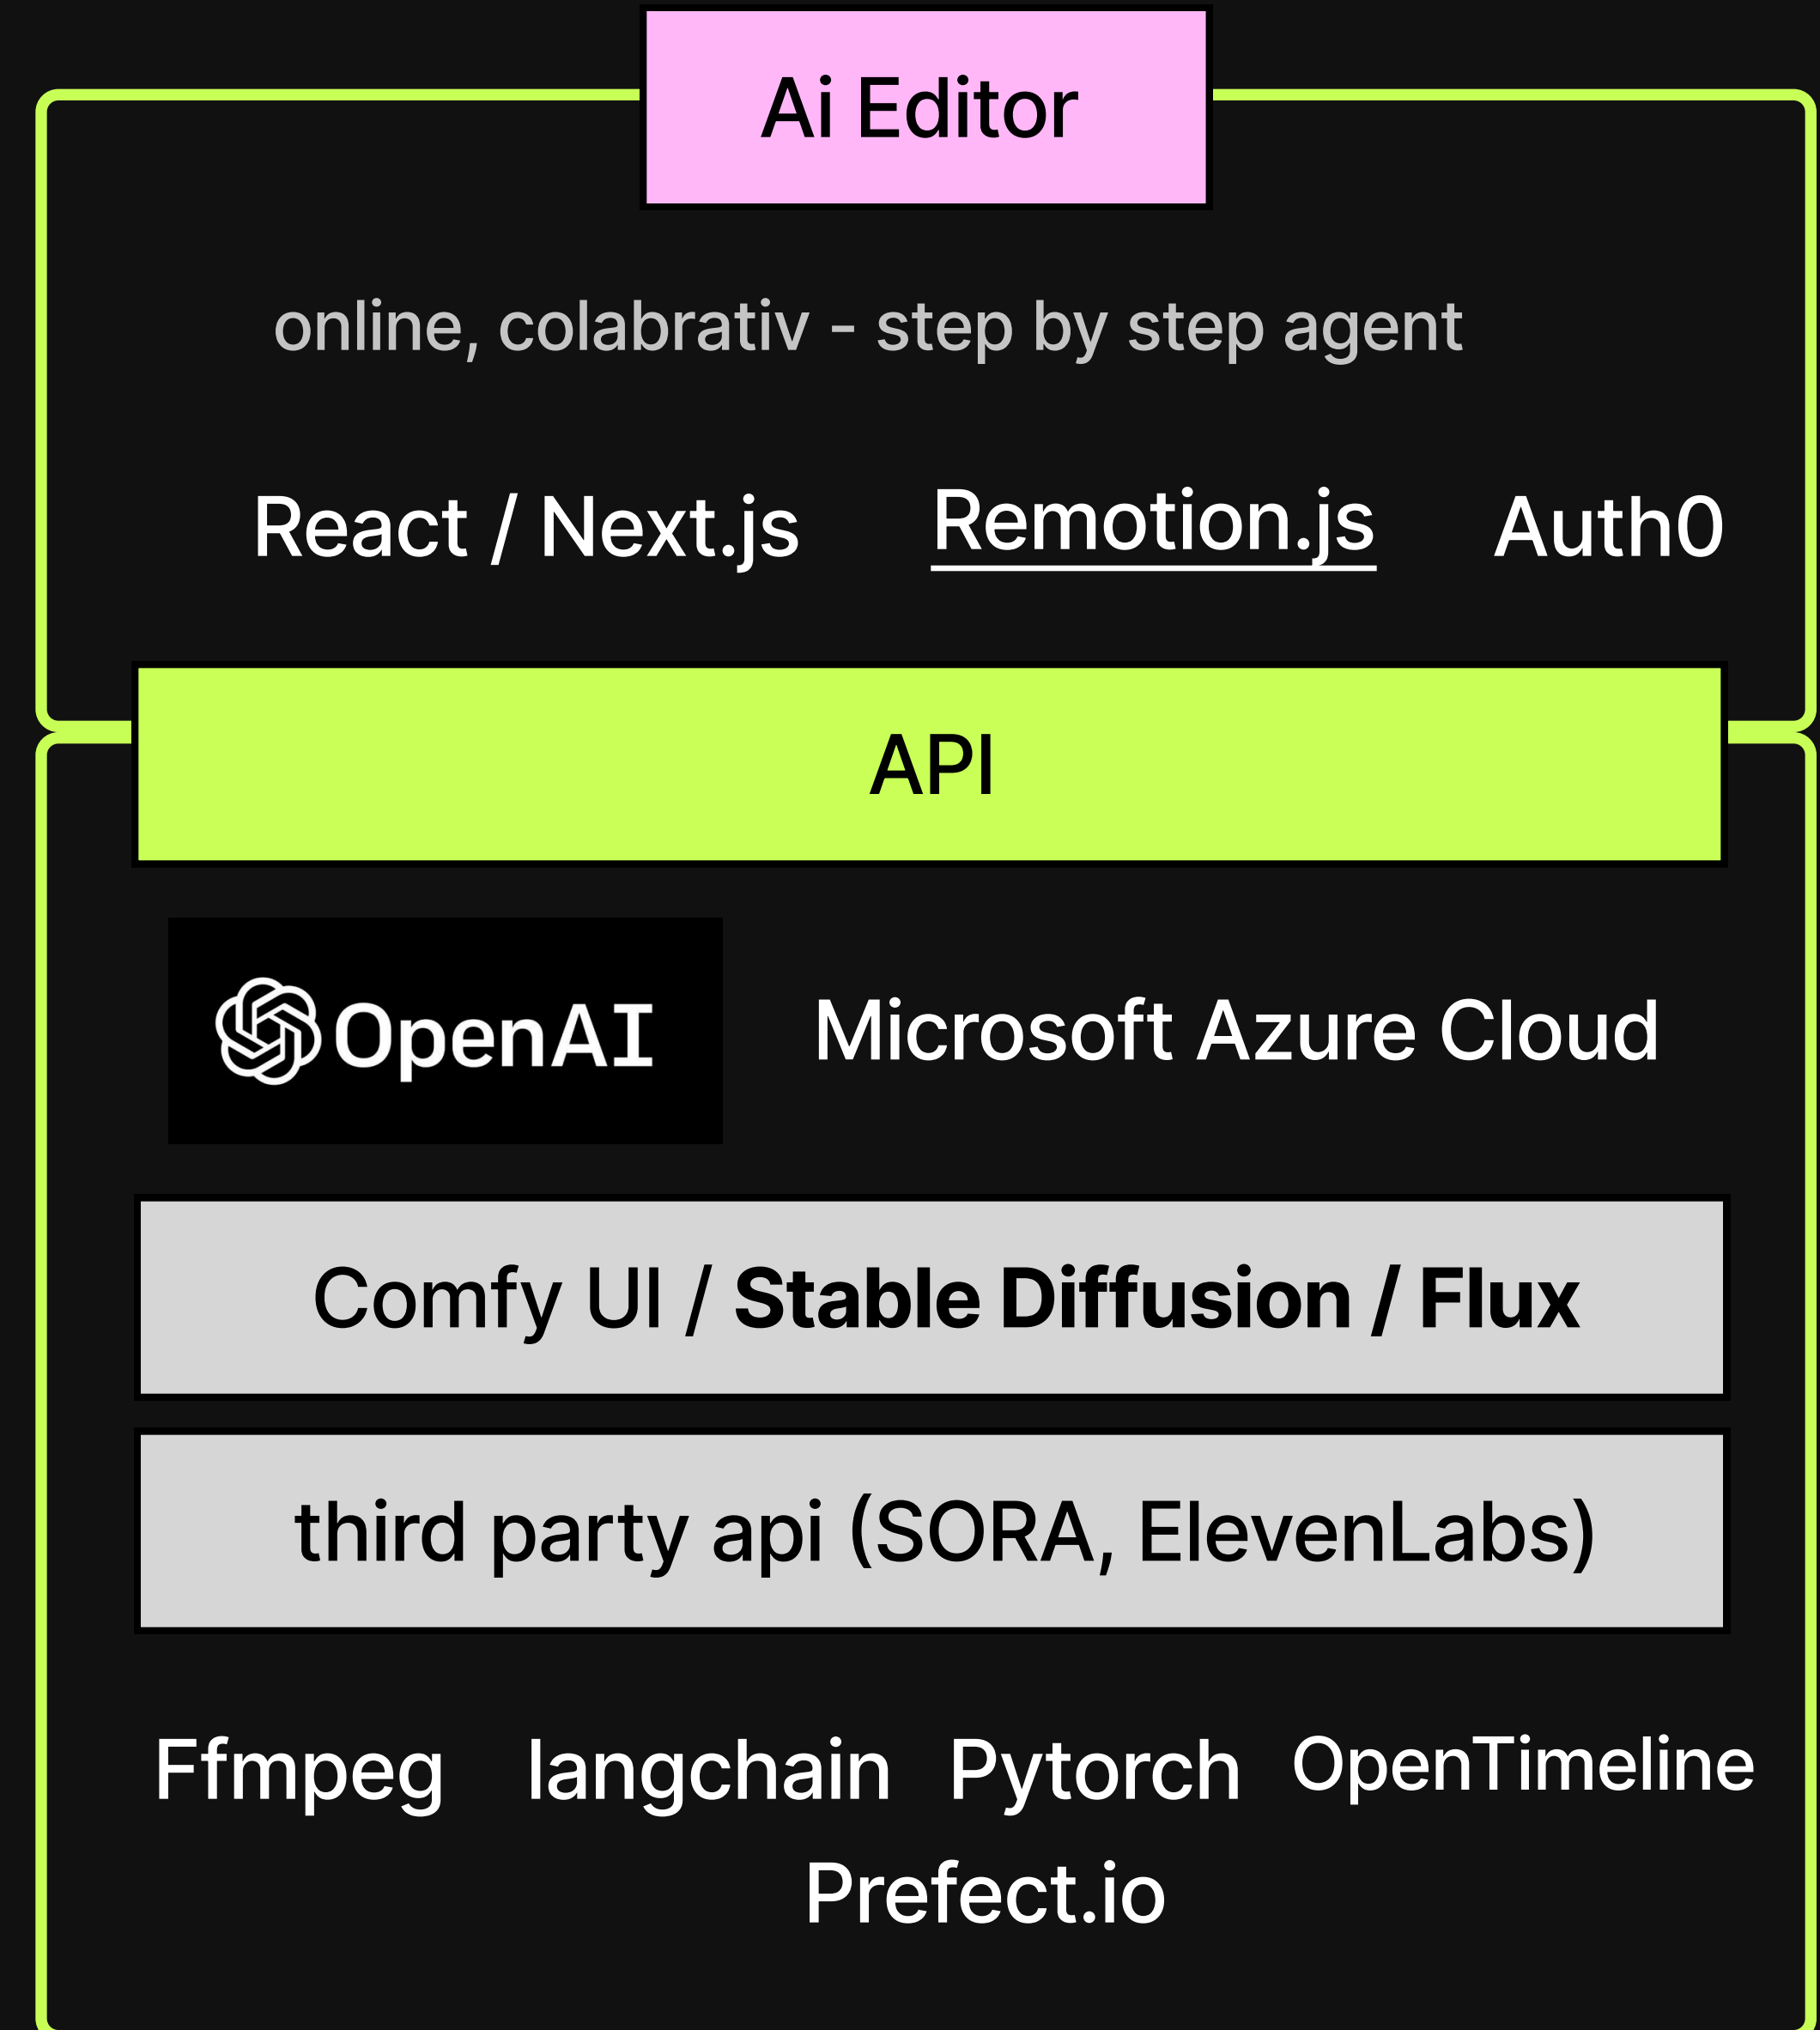 Ai Editor
online, colabrativ - step by step agent
React / Next.js Remotion.js Auth0
API
OpenAI Microsoft Azure Cloud
Comfy UI / Stable Diffusion / Flux
third party api (SORA, ElevenLabs)
Ffmpeg langchain Pytorch OpenTimeline
Prefect.io